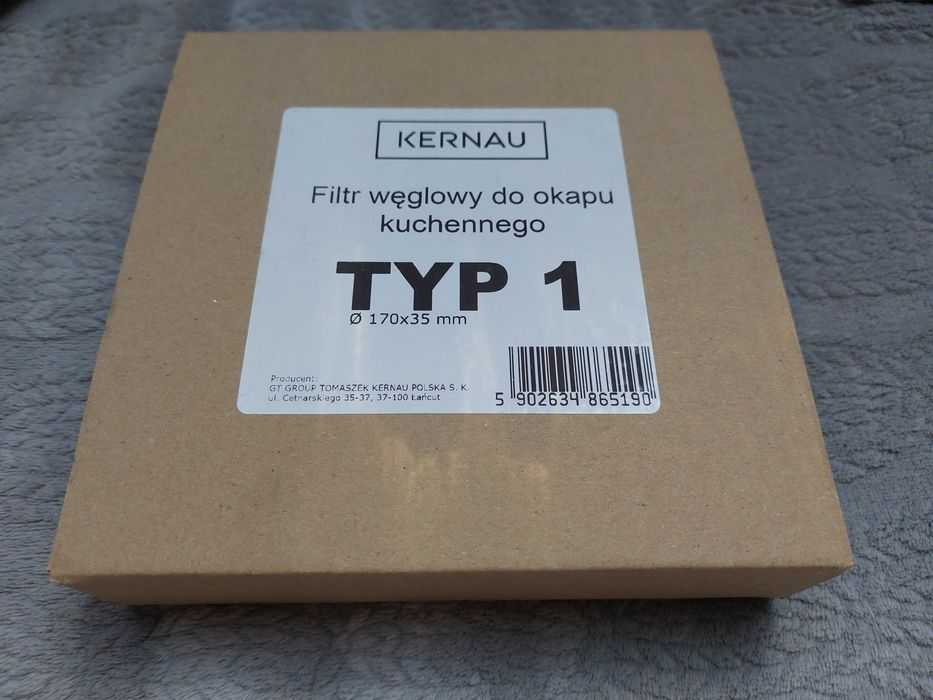 KERNAU
Filtr węglowy do okapu
kuchennego
TYP 1
Ø 170x35 mm
Producent:
GT GROUP TOMASZEK KERNAU POLSKA S. K.
ul. Cetnarskiego 35-37, 37-100 Łańcut
5 902634 865190